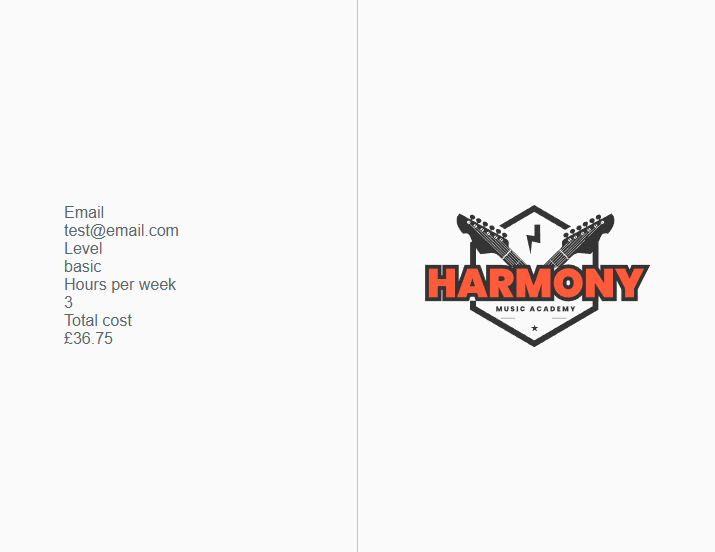 Email
test@email.com
Level
basic
Hours per week
3
Total cost
£36.75
HARMONY
MUSIC ACADEMY